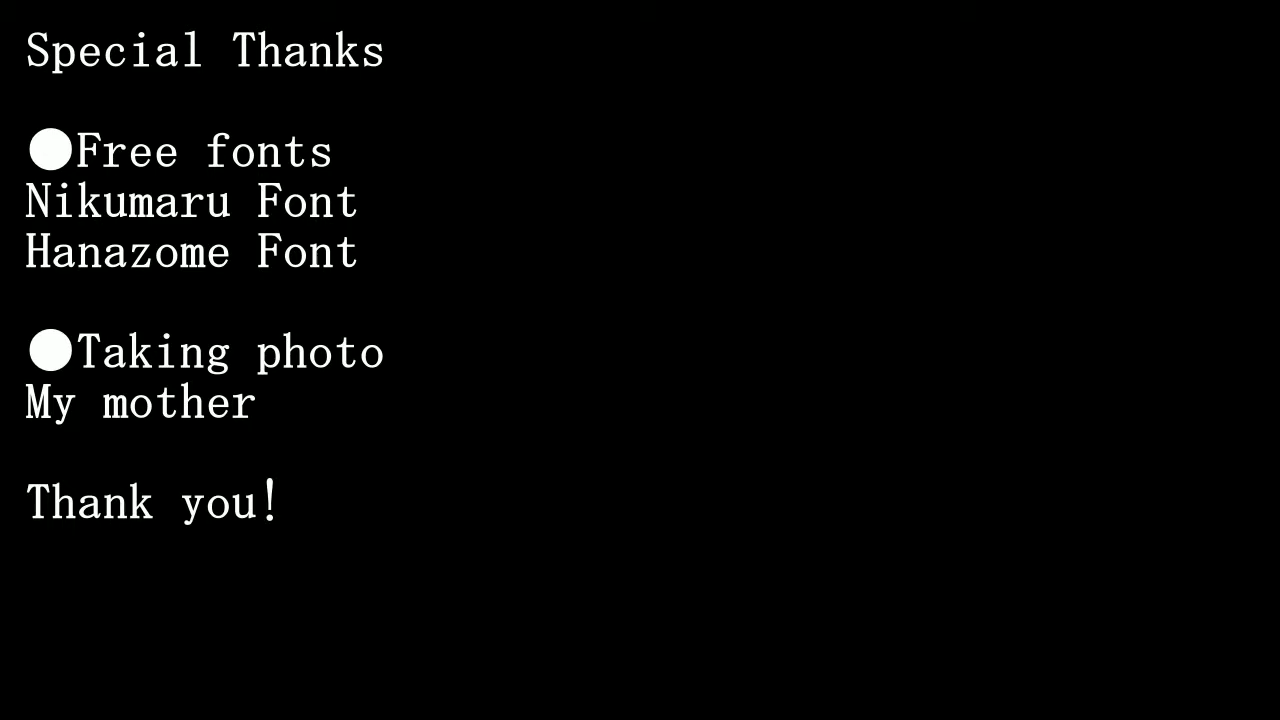 Special Thanks
●Free fonts
Nikumaru Font
Hanazome Font
●Taking photo
My mother
Thank you!